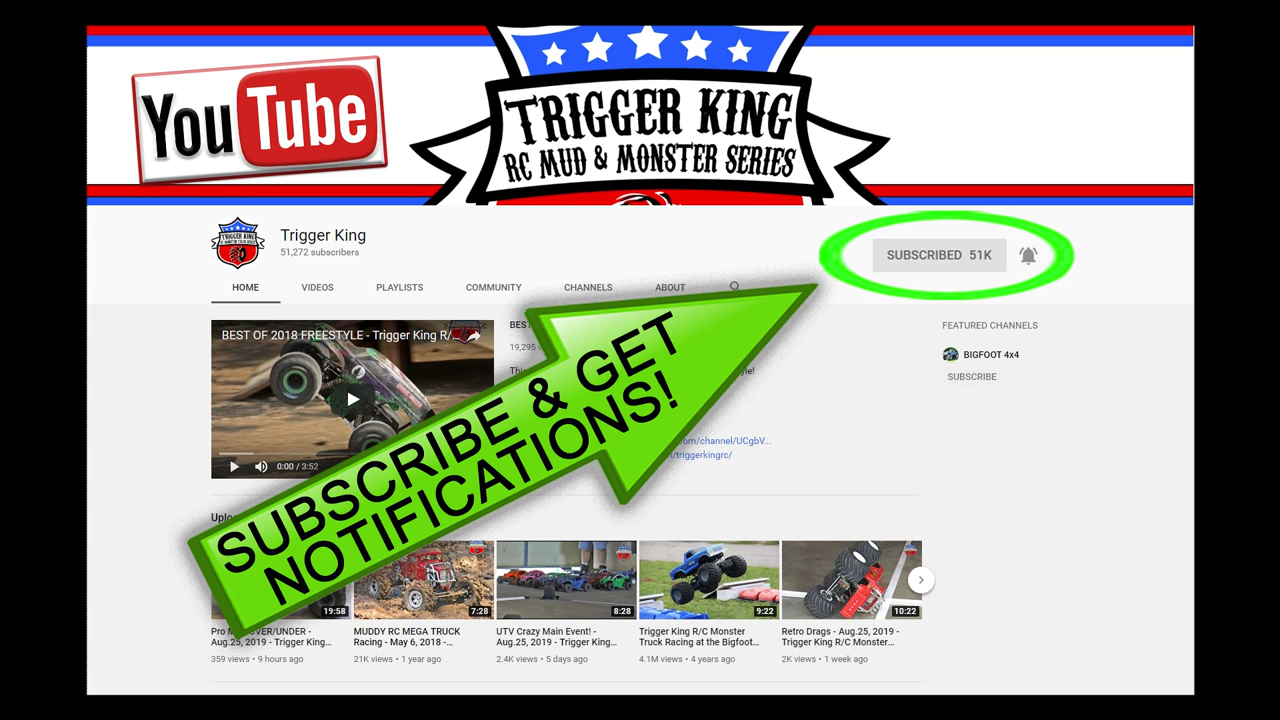 YouTube
TRIGGER KING
RC MUD & MONSTER SERIES
Trigger King
51,272 subscribers
SUBSCRIBED 51K
HOME VIDEOS PLAYLISTS COMMUNITY CHANNELS ABOUT
BEST OF 2018 FREESTYLE - Trigger King R/...
0:00 / 3:52
19,295
SUBSCRIBE & GET
NOTIFICATIONS!
com/channel/UCgbV...
/triggerkingrc/
FEATURED CHANNELS
BIGFOOT 4x4
SUBSCRIBE
19:58
7:28
8:28
9:22
10:22
Pro OVER/UNDER -
Aug.25, 2019 - Trigger King...
359 views • 9 hours ago
MUDDY RC MEGA TRUCK
Racing - May 6, 2018 -...
21K views • 1 year ago
UTV Crazy Main Event! -
Aug.25, 2019 - Trigger King...
2.4K views • 5 days ago
Trigger King R/C Monster
Truck Racing at the Bigfoot...
4.1M views • 4 years ago
Retro Drags - Aug.25, 2019 -
Trigger King R/C Monster...
2K views • 1 week ago